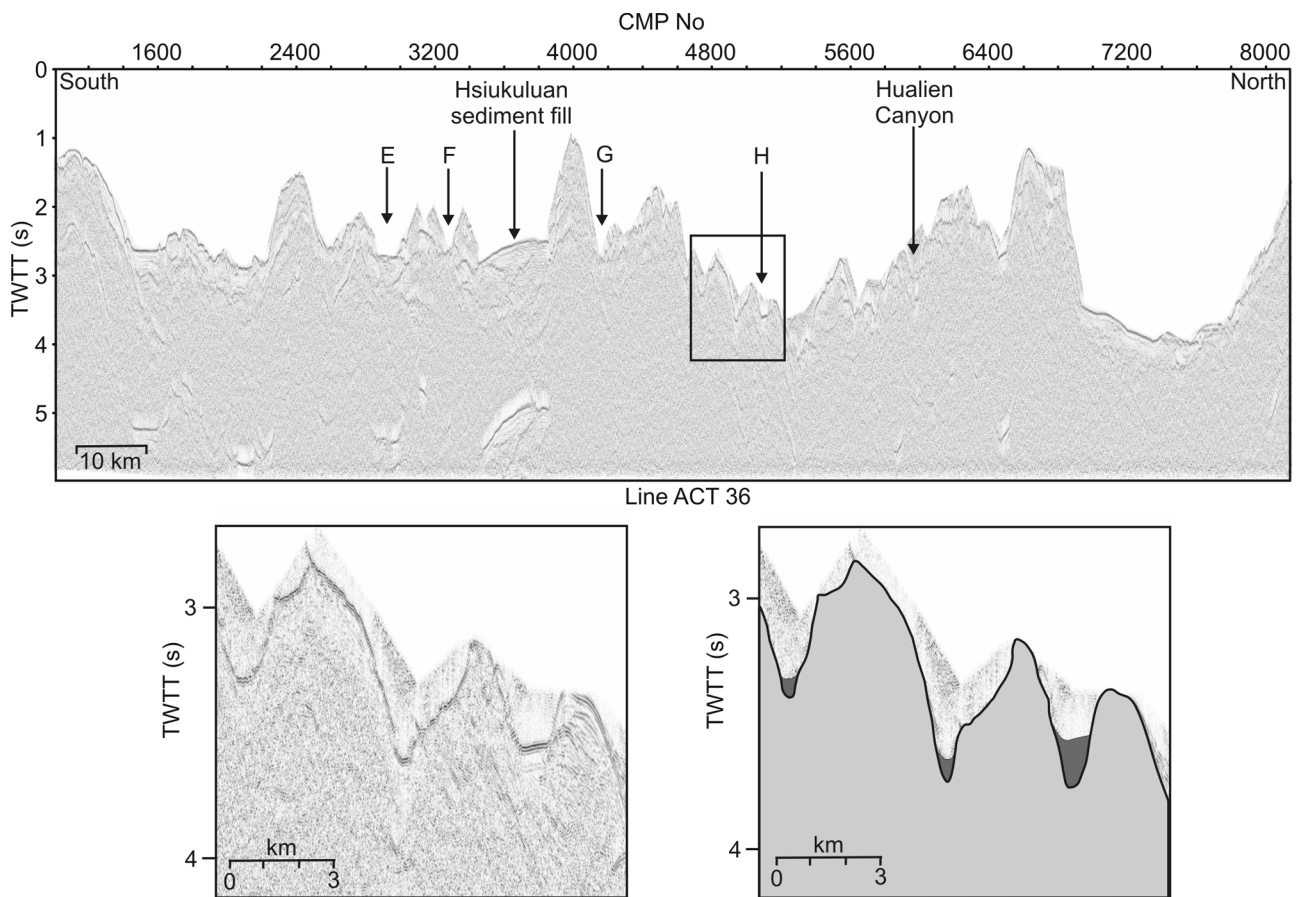 CMP No
1600 2400 3200 4000 4800 5600 6400 7200 8000
0
South
North
Hsiukuluan
sediment fill
Hualien
Canyon
E
F
G
H
1
2
3
4
5
TWTT (s)
10 km
Line ACT 36
3
4
TWTT (s)
km
0 3
3
4
TWTT (s)
km
0 3